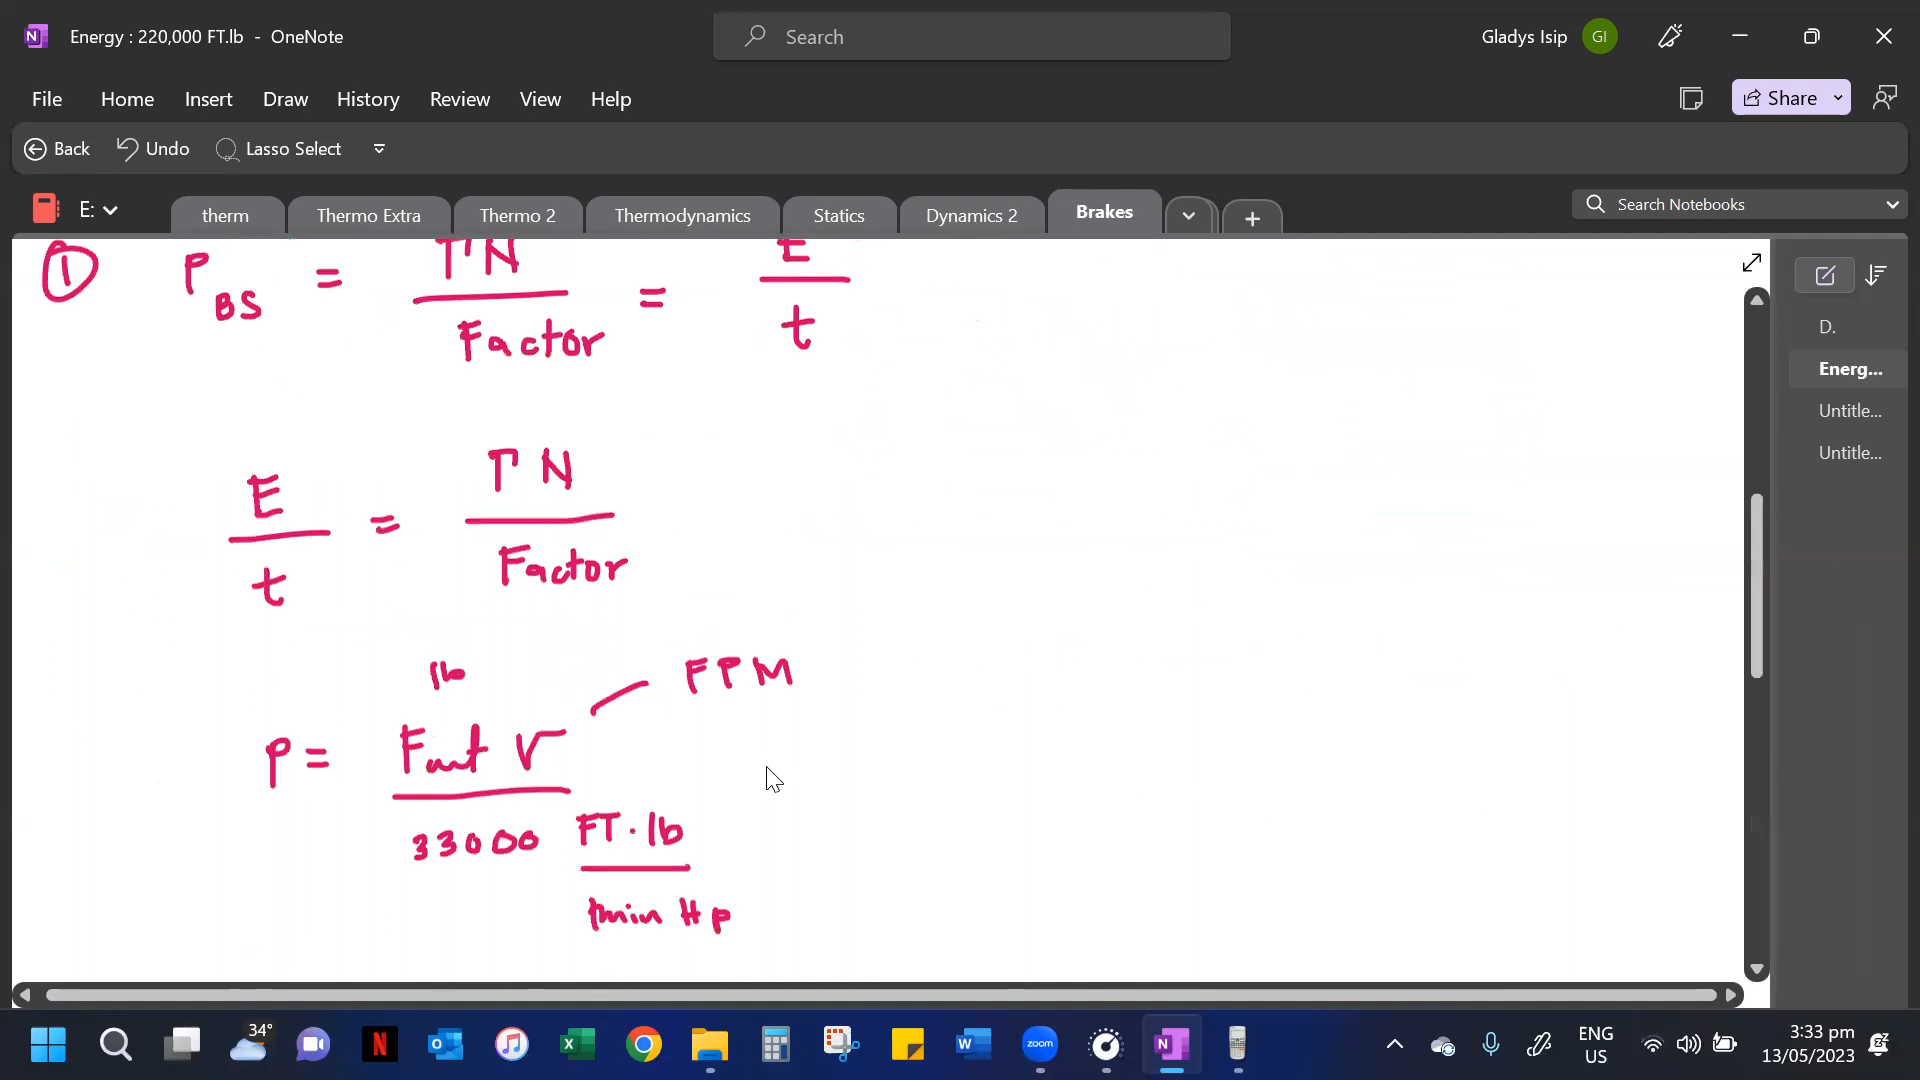 Energy : 220,000 FT.lb - OneNote
Search
Gladys Isip
GI
File Home Insert Draw History Review View Help
Share
Back Undo Lasso Select
E:
therm Thermo Extra Thermo 2 Thermodynamics Statics Dynamics 2 Brakes
Search Notebooks
D.
Energ...
Untitle...
Untitle...
① P BS = TN / Factor = E / t
E / t = T N / Factor
lb
FPM
P = Fnet V / 33000 FT·lb / min Hp
34°
zoom
ENG
US
3:33 pm
13/05/2023